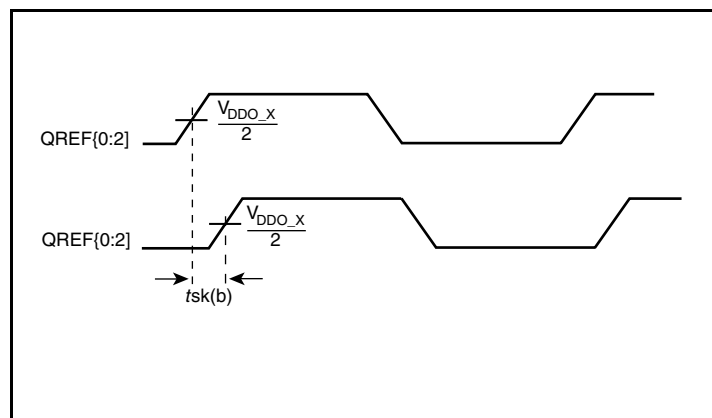 V_DDO_X
2
QREF{0:2]
V_DDO_X
2
QREF{0:2]
tsk(b)